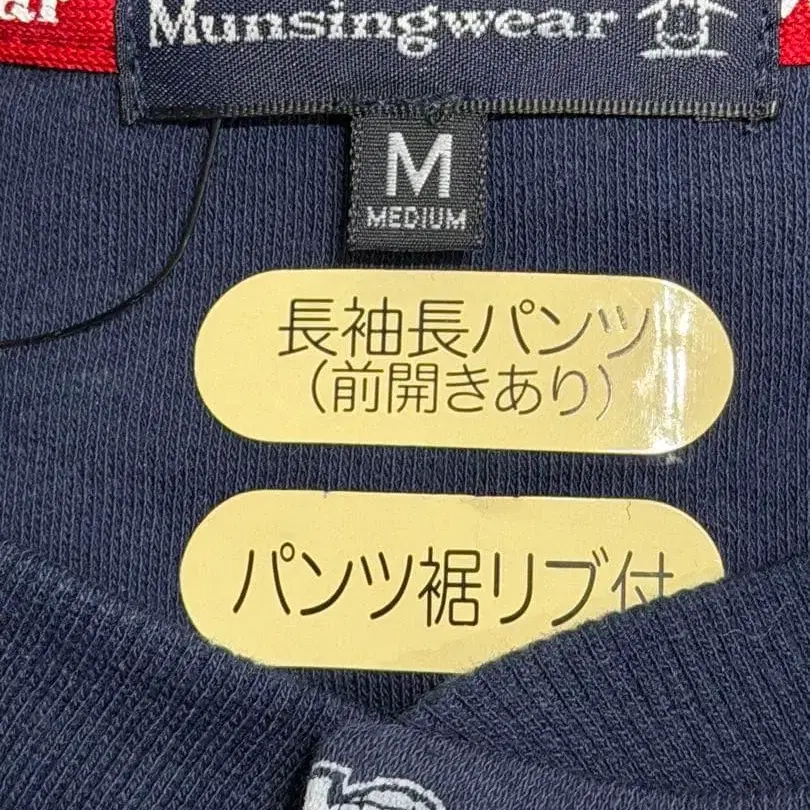 Munsingwear
M
MEDIUM
長袖長パンツ
（前開きあり）
パンツ裾リブ付